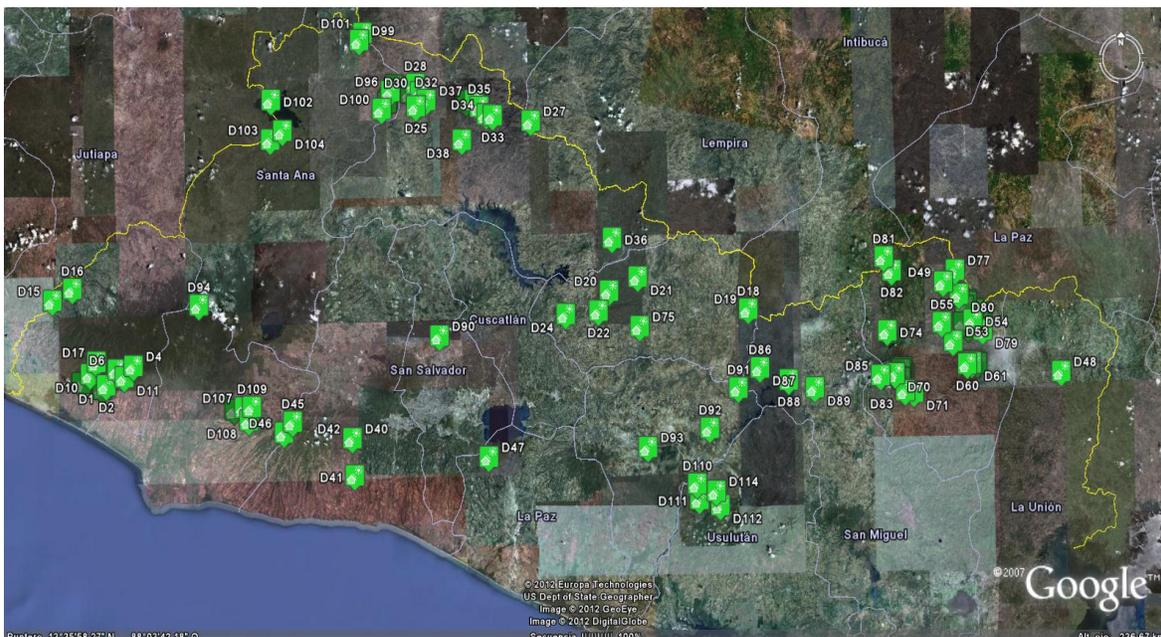 D101
D99
Intibucá
D28
D96 D30 D32
D37 D35
D100
D34
D102
D25
D33
D27
D103
D104
D38
Jutiapa
Lempira
Santa Ana
D36
D81
La Paz
D16
D49
D77
D15
D20
D82
D94
D21
D18
D19
D55
D80
D24
Cuscatlán
D22
D75
D54
D90
D74
D53
D79
D17
D6
D4
D86
San Salvador
D91
D85
D48
D10
D87
D61
D1
D11
D88
D89
D70
D60
D2
D109
D83
D71
D107
D45
D92
D108
D46
D42
D40
D93
D47
D41
D110
D114
D111
La Paz
D112
La Unión
Usulután
San Miguel
©2007 Google™
© 2012 Europa Technologies
US Dept of State Geographer
Image © 2012 GeoEye
Image © 2012 DigitalGlobe